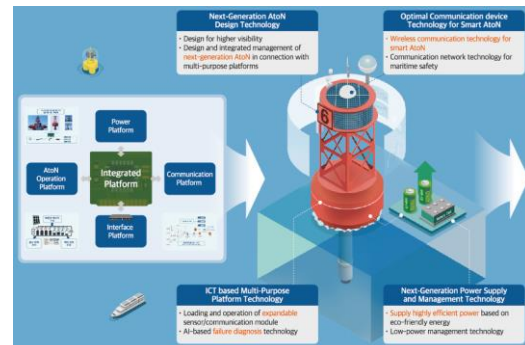 Next-Generation AtoN
Design Technology
• Design for higher visibility
• Design and integrated management of
next-generation AtoN in connection with
multi-purpose platforms
Optimal Communication device
Technology for Smart AtoN
• Wireless communication technology for
smart AtoN
• Communication network technology for
maritime safety
Power
Platform
AtoN
Operation
Platform
Integrated
Platform
Communication
Platform
Interface
Platform
6
ICT based Multi-Purpose
Platform Technology
• Loading and operation of expandable
sensor/communication module
• AI-based failure diagnosis technology
Next-Generation Power Supply
and Management Technology
• Supply highly efficient power based on
eco-friendly energy
• Low-power management technology